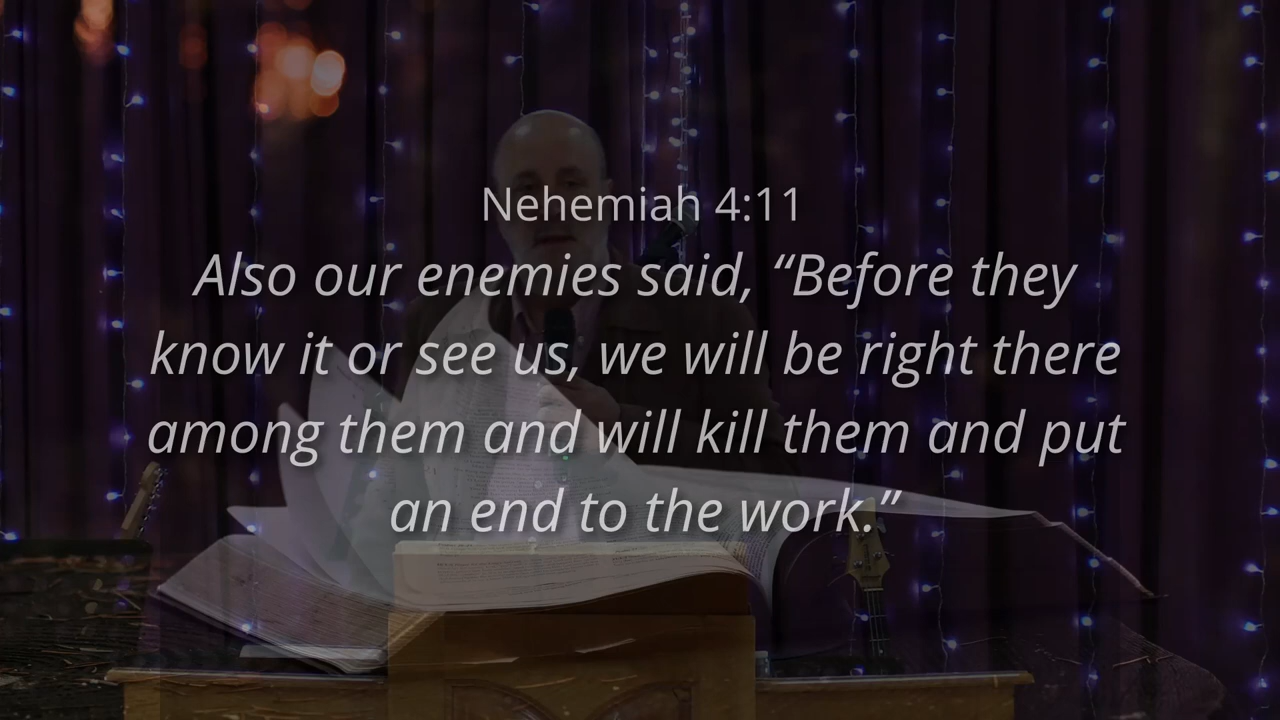 Nehemiah 4:11
Also our enemies said, “Before they
know it or see us, we will be right there
among them and will kill them and put
an end to the work.”